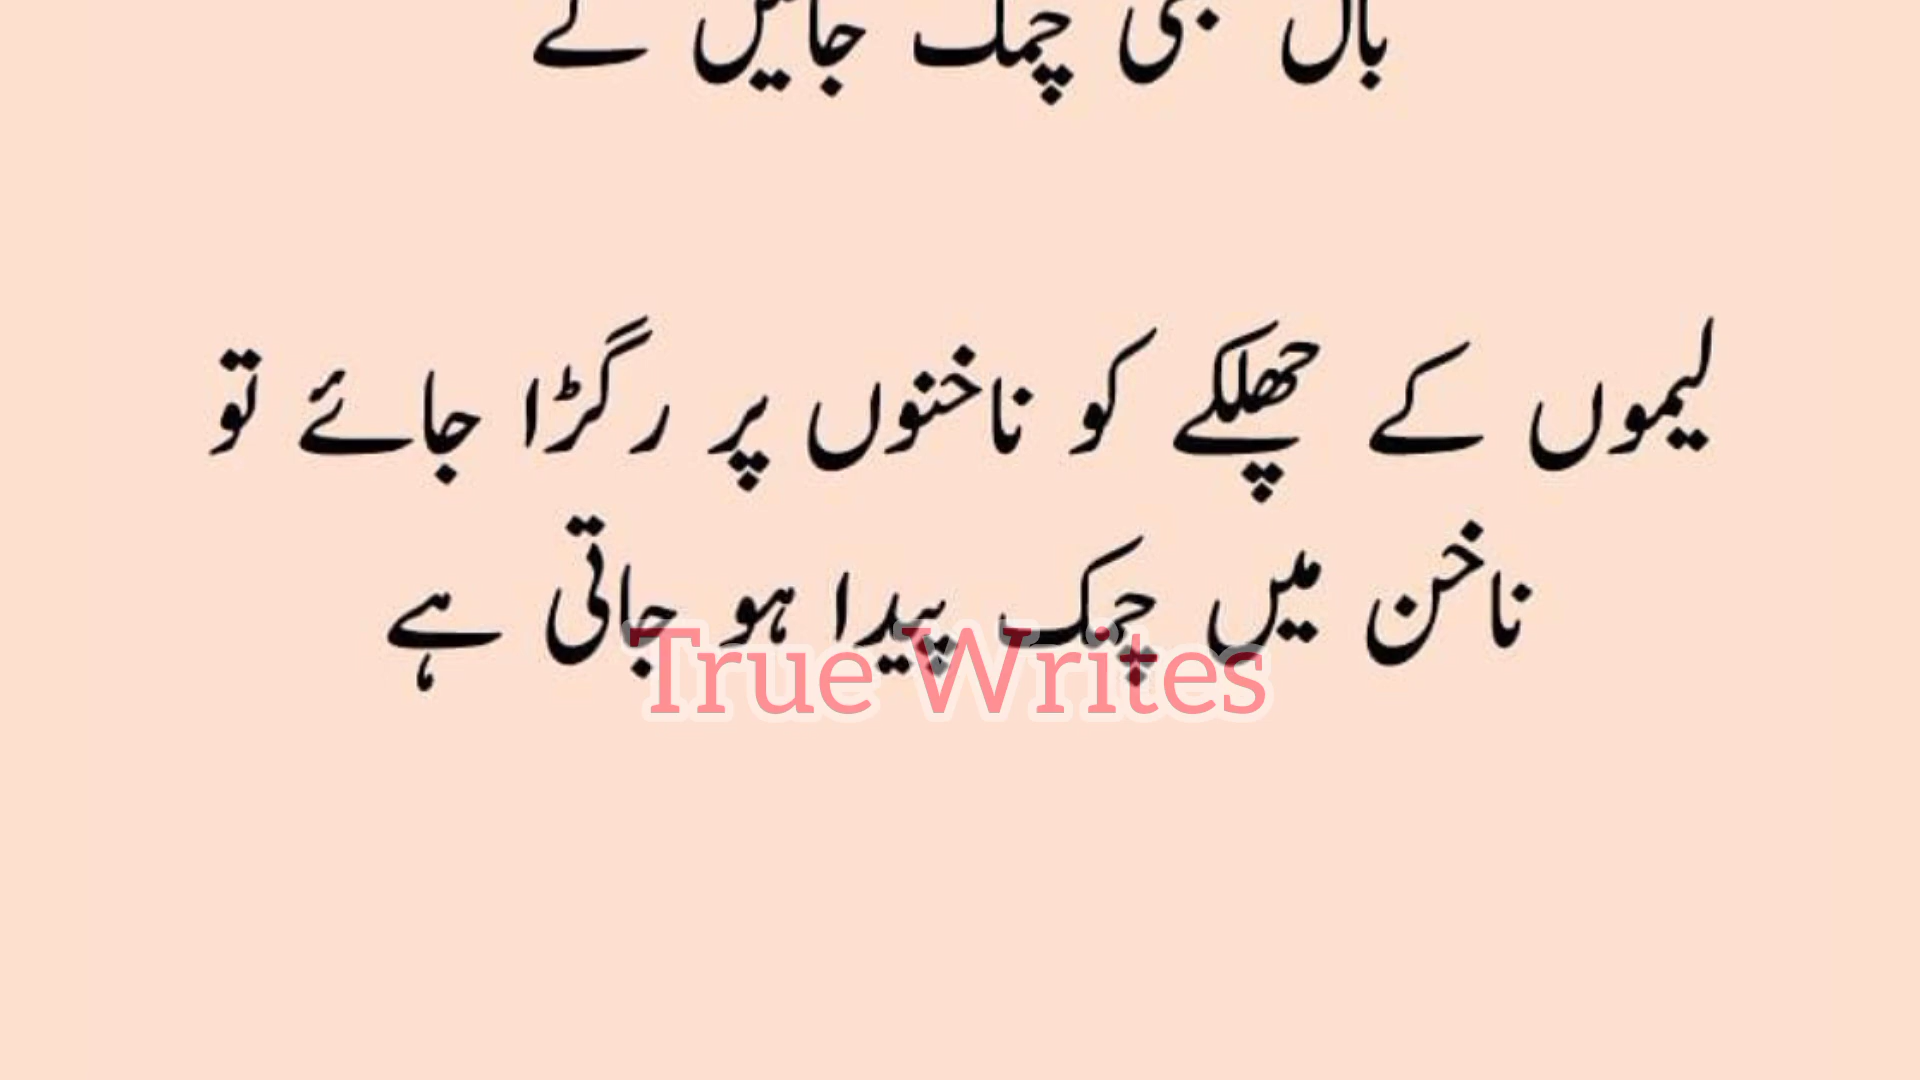 بال بھی چمک جائیں گے
لیموں کے چھلکے کو ناخنوں پر رگڑا جائے تو
ناخن میں چمک پیدا ہو جاتی ہے
True Writes